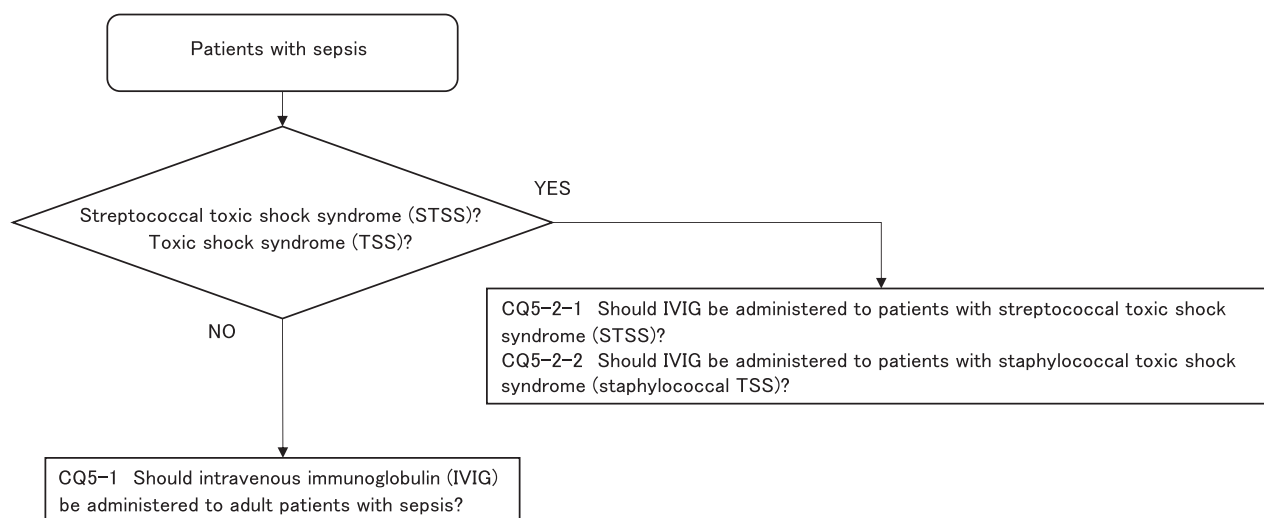 Patients with sepsis
Streptococcal toxic shock syndrome (STSS)?
Toxic shock syndrome (TSS)?
YES
NO
CQ5-2-1 Should IVIG be administered to patients with streptococcal toxic shock
syndrome (STSS)?
CQ5-2-2 Should IVIG be administered to patients with staphylococcal toxic shock
syndrome (staphylococcal TSS)?
CQ5-1 Should intravenous immunoglobulin (IVIG)
be administered to adult patients with sepsis?